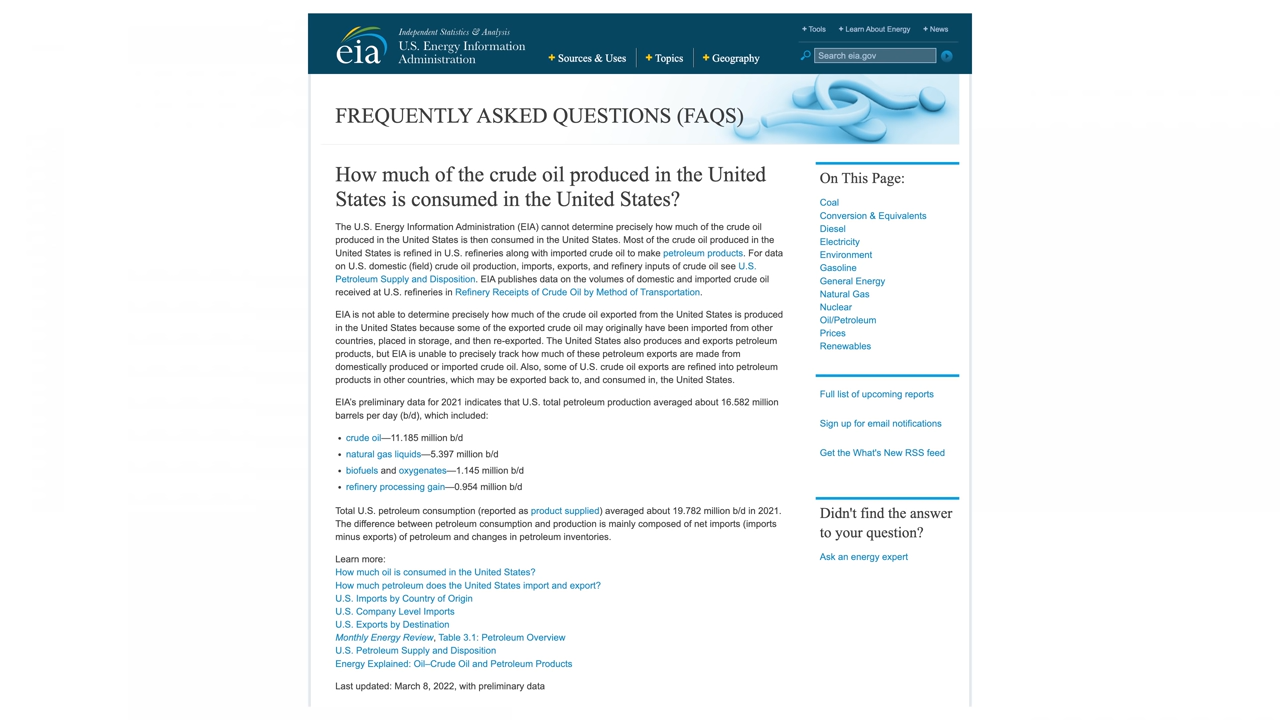 eia
Independent Statistics & Analysis
U.S. Energy Information
Administration
+ Sources & Uses
+ Topics
+ Geography
+ Tools
+ Learn About Energy
+ News
Search eia.gov
FREQUENTLY ASKED QUESTIONS (FAQS)
How much of the crude oil produced in the United
States is consumed in the United States?
The U.S. Energy Information Administration (EIA) cannot determine precisely how much of the crude oil
produced in the United States is then consumed in the United States. Most of the crude oil produced in the
United States is refined in U.S. refineries along with imported crude oil to make petroleum products. For data
on U.S. domestic (field) crude oil production, imports, exports, and refinery inputs of crude oil see U.S.
Petroleum Supply and Disposition. EIA publishes data on the volumes of domestic and imported crude oil
received at U.S. refineries in Refinery Receipts of Crude Oil by Method of Transportation.
EIA is not able to determine precisely how much of the crude oil exported from the United States is produced
in the United States because some of the exported crude oil may originally have been imported from other
countries, placed in storage, and then re-exported. The United States also produces and exports petroleum
products, but EIA is unable to precisely track how much of these petroleum exports are made from
domestically produced or imported crude oil. Also, some of U.S. crude oil exports are refined into petroleum
products in other countries, which may be exported back to, and consumed in, the United States.
EIA's preliminary data for 2021 indicates that U.S. total petroleum production averaged about 16.582 million
barrels per day (b/d), which included:
• crude oil—11.185 million b/d
• natural gas liquids—5.397 million b/d
• biofuels and oxygenates—1.145 million b/d
• refinery processing gain—0.954 million b/d
Total U.S. petroleum consumption (reported as product supplied) averaged about 19.782 million b/d in 2021.
The difference between petroleum consumption and production is mainly composed of net imports (imports
minus exports) of petroleum and changes in petroleum inventories.
Learn more:
How much oil is consumed in the United States?
How much petroleum does the United States import and export?
U.S. Imports by Country of Origin
U.S. Company Level Imports
U.S. Exports by Destination
Monthly Energy Review, Table 3.1: Petroleum Overview
U.S. Petroleum Supply and Disposition
Energy Explained: Oil–Crude Oil and Petroleum Products
Last updated: March 8, 2022, with preliminary data
On This Page:
Coal
Conversion & Equivalents
Diesel
Electricity
Environment
Gasoline
General Energy
Natural Gas
Nuclear
Oil/Petroleum
Prices
Renewables
Full list of upcoming reports
Sign up for email notifications
Get the What's New RSS feed
Didn't find the answer
to your question?
Ask an energy expert